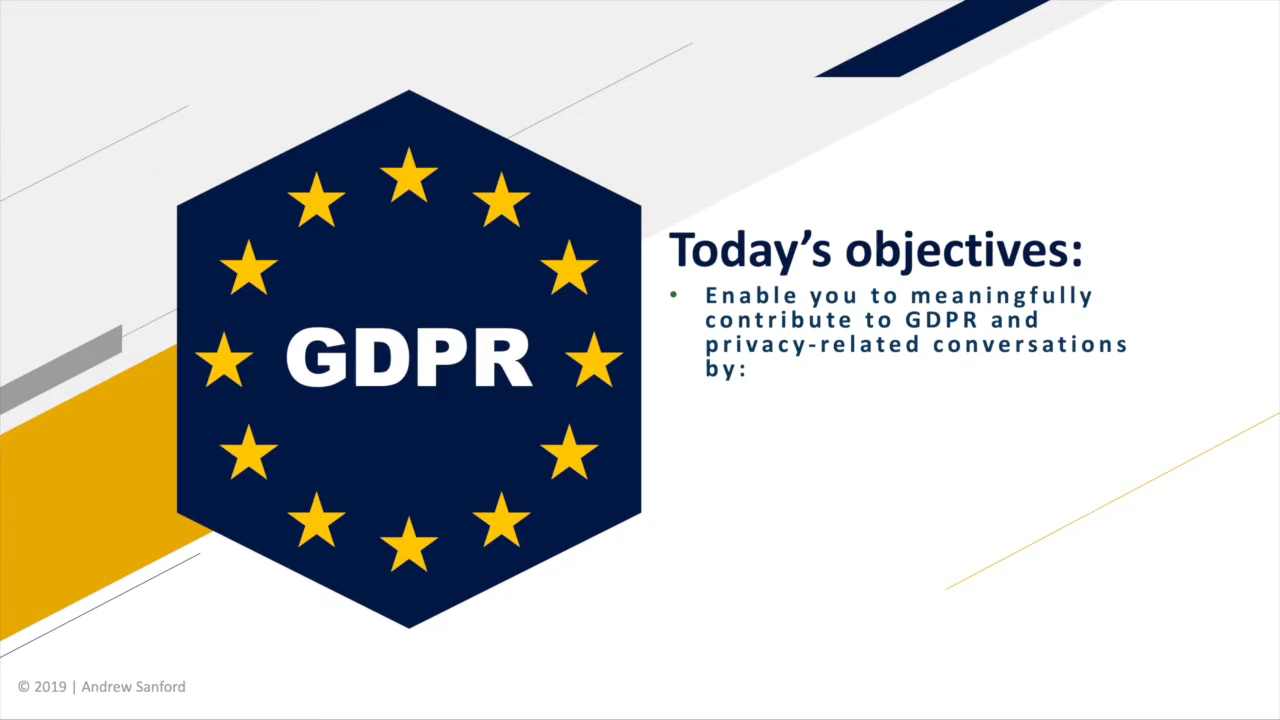 GDPR
Today's objectives:
• Enable you to meaningfully
contribute to GDPR and
privacy-related conversations
by:
© 2019 | Andrew Sanford